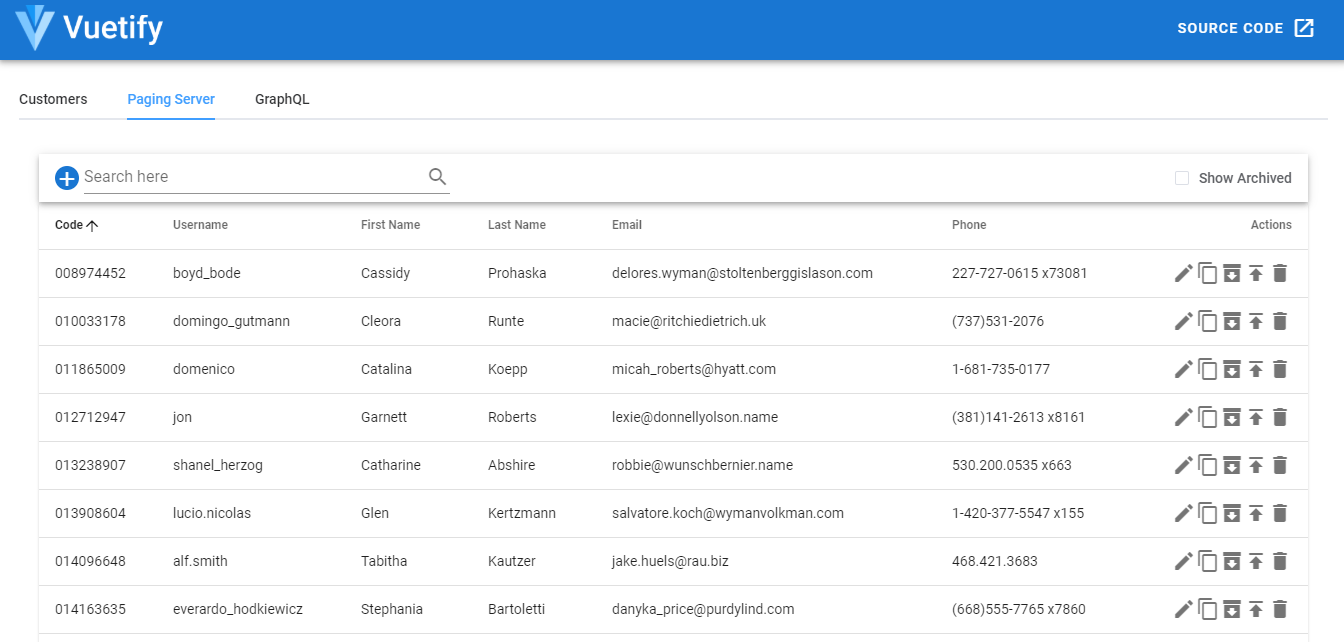 Vuetify
SOURCE CODE
Customers Paging Server GraphQL
Search here Show Archived
Code Username First Name Last Name Email Phone Actions
008974452 boyd_bode Cassidy Prohaska delores.wyman@stoltenberggislason.com 227-727-0615 x73081
010033178 domingo_gutmann Cleora Runte macie@ritchiedietrich.uk (737)531-2076
011865009 domenico Catalina Koepp micah_roberts@hyatt.com 1-681-735-0177
012712947 jon Garnett Roberts lexie@donnellyolson.name (381)141-2613 x8161
013238907 shanel_herzog Catharine Abshire robbie@wunschbernier.name 530.200.0535 x663
013908604 lucio.nicolas Glen Kertzmann salvatore.koch@wymanvolkman.com 1-420-377-5547 x155
014096648 alf.smith Tabitha Kautzer jake.huels@rau.biz 468.421.3683
014163635 everardo_hodkiewicz Stephania Bartoletti danyka_price@purdylind.com (668)555-7765 x7860